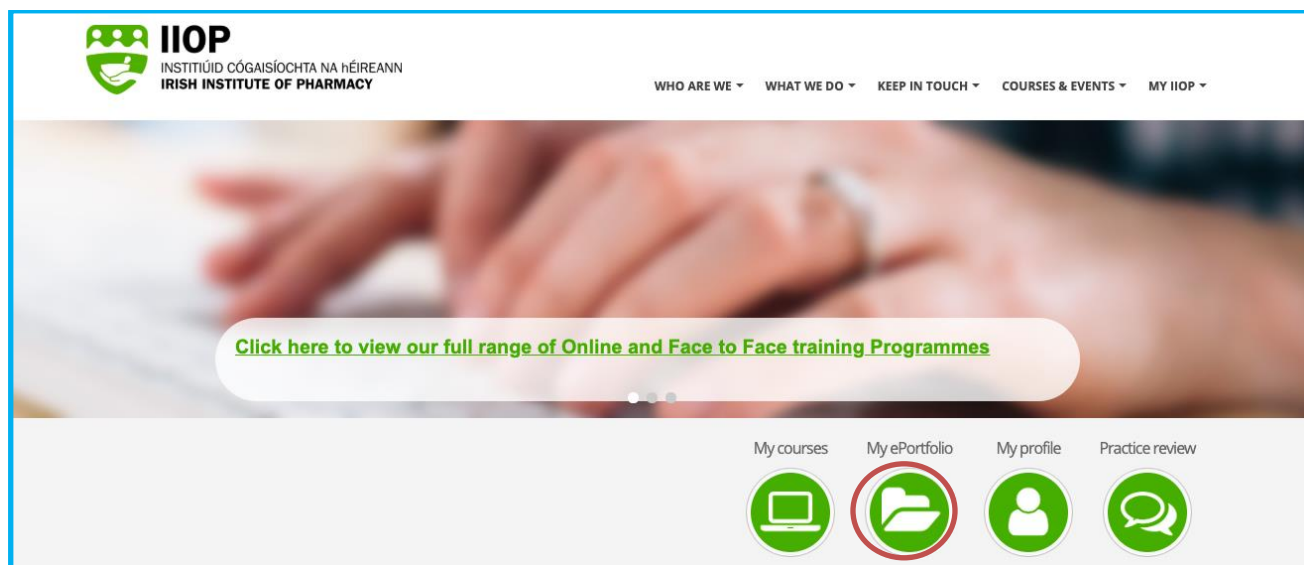 IIOP
INSTITIÚID CÓGAISÍOCHTA NA hÉIREANN
IRISH INSTITUTE OF PHARMACY
WHO ARE WE WHAT WE DO KEEP IN TOUCH COURSES & EVENTS MY IIOP
Click here to view our full range of Online and Face to Face training Programmes
My courses My ePortfolio My profile Practice review